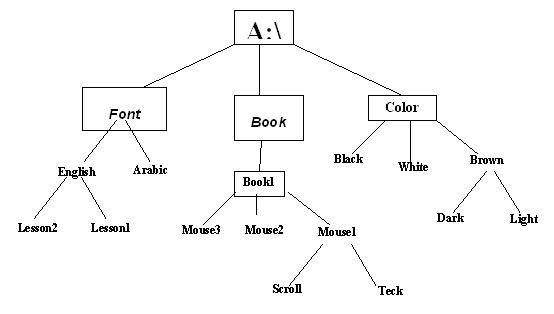 A:\
Font
Book
Color
English
Arabic
Book1
Black
White
Brown
Lesson2
Lesson1
Mouse3
Mouse2
Mouse1
Dark
Light
Scroll
Teck